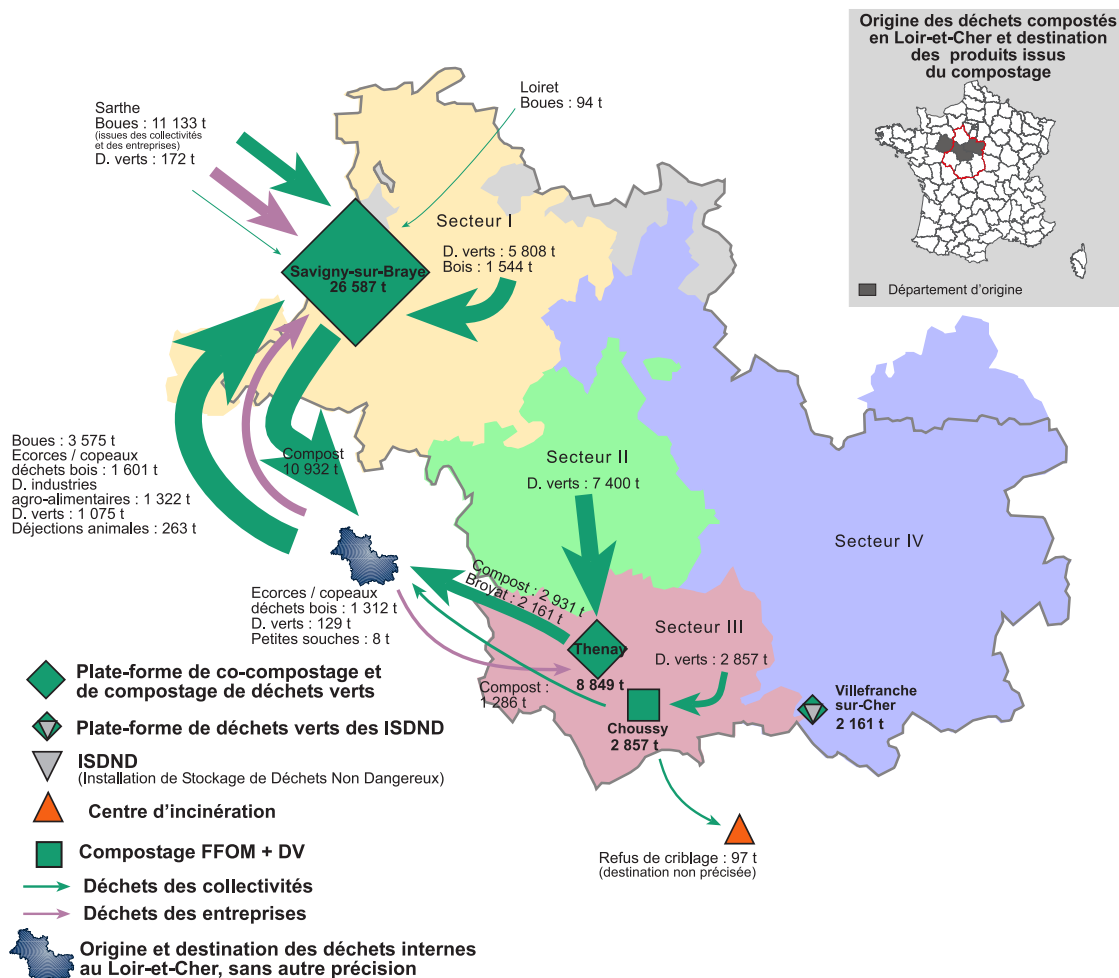 Origine des déchets compostés
en Loir-et-Cher et destination
des produits issus
du compostage
Département d'origine
Sarthe
Boues : 11 133 t
(issues des collectivités
et des entreprises)
D. verts : 172 t
Loiret
Boues : 94 t
Secteur I
D. verts : 5 808 t
Bois : 1 544 t
Savigny-sur-Braye
26 587 t
Boues : 3 575 t
Ecorces / copeaux
déchets bois : 1 601 t
D. industries
agro-alimentaires : 1 322 t
D. verts : 1 075 t
Déjections animales : 263 t
Compost
10 932 t
Secteur II
D. verts : 7 400 t
Secteur IV
Compost : 2 931 t
Broyat : 2 161 t
Ecorces / copeaux
déchets bois : 1 312 t
D. verts : 129 t
Petites souches : 8 t
Secteur III
D. verts : 2 857 t
Thenay
8 849 t
Compost :
1 286 t
Choussy
2 857 t
Villefranche
sur-Cher
2 161 t
Refus de criblage : 97 t
(destination non précisée)
Plate-forme de co-compostage et
de compostage de déchets verts
Plate-forme de déchets verts des ISDND
ISDND
(Installation de Stockage de Déchets Non Dangereux)
Centre d'incinération
Compostage FFOM + DV
Déchets des collectivités
Déchets des entreprises
Origine et destination des déchets internes
au Loir-et-Cher, sans autre précision